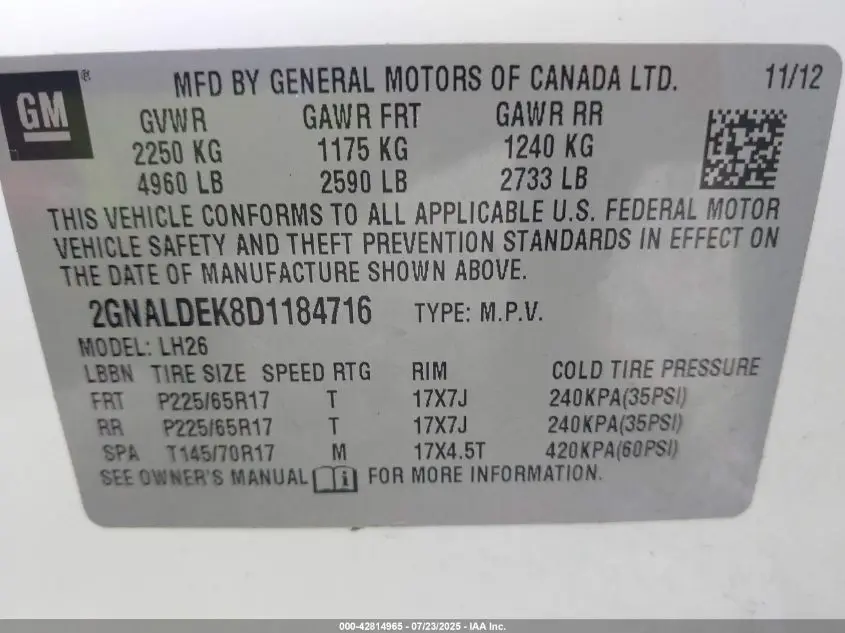 GM ® MFD BY GENERAL MOTORS OF CANADA LTD. 11/12
GVWR GAWR FRT GAWR RR
2250 KG 1175 KG 1240 KG
4960 LB 2590 LB 2733 LB
THIS VEHICLE CONFORMS TO ALL APPLICABLE U.S. FEDERAL MOTOR
VEHICLE SAFETY AND THEFT PREVENTION STANDARDS IN EFFECT ON
THE DATE OF MANUFACTURE SHOWN ABOVE.
2GNALDEK8D1184716 TYPE: M.P.V.
MODEL: LH26
LBBN TIRE SIZE SPEED RTG RIM COLD TIRE PRESSURE
FRT P225/65R17 T 17X7J 240KPA(35PSI)
RR P225/65R17 T 17X7J 240KPA(35PSI)
SPA T145/70R17 M 17X4.5T 420KPA(60PSI)
SEE OWNER'S MANUAL i FOR MORE INFORMATION.
000-42814965 - 07/23/2025 - IAA Inc.